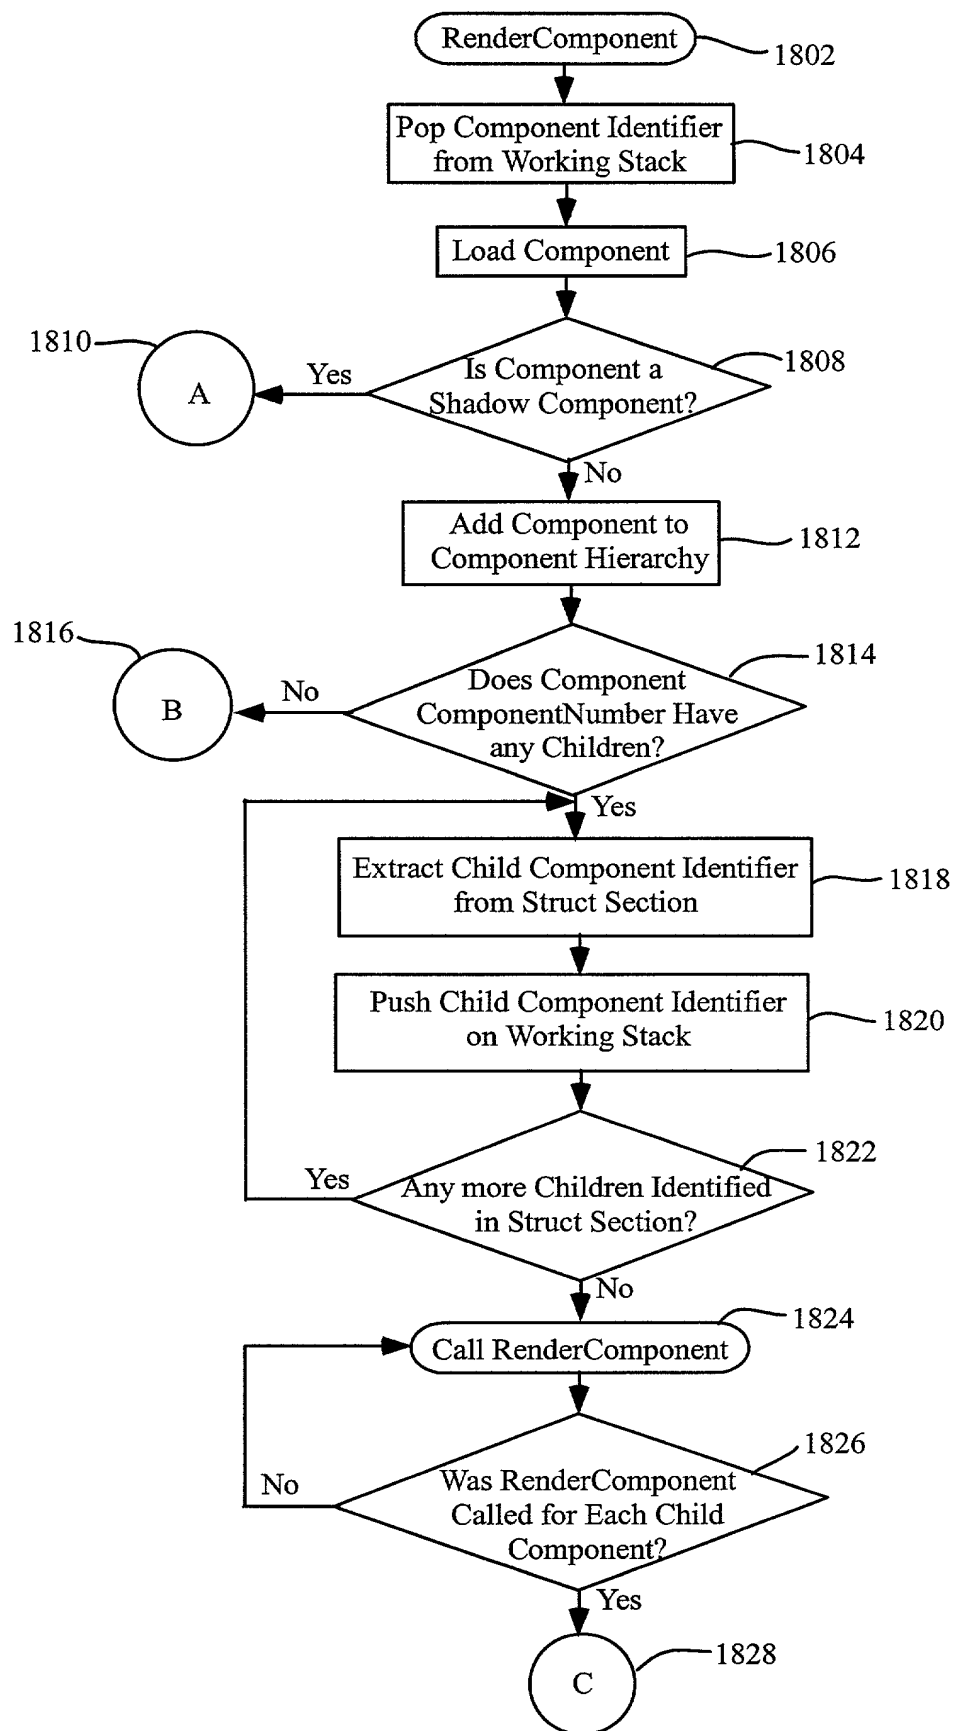 RenderComponent
1802
Pop Component Identifier
from Working Stack
1804
Load Component
1806
1810
A
Yes
Is Component a
Shadow Component?
1808
No
Add Component to
Component Hierarchy
1812
1816
B
No
Does Component
ComponentNumber Have
any Children?
1814
Yes
Extract Child Component Identifier
from Struct Section
1818
Push Child Component Identifier
on Working Stack
1820
Yes
Any more Children Identified
in Struct Section?
1822
No
Call RenderComponent
1824
No
Was RenderComponent
Called for Each Child
Component?
1826
Yes
C
1828